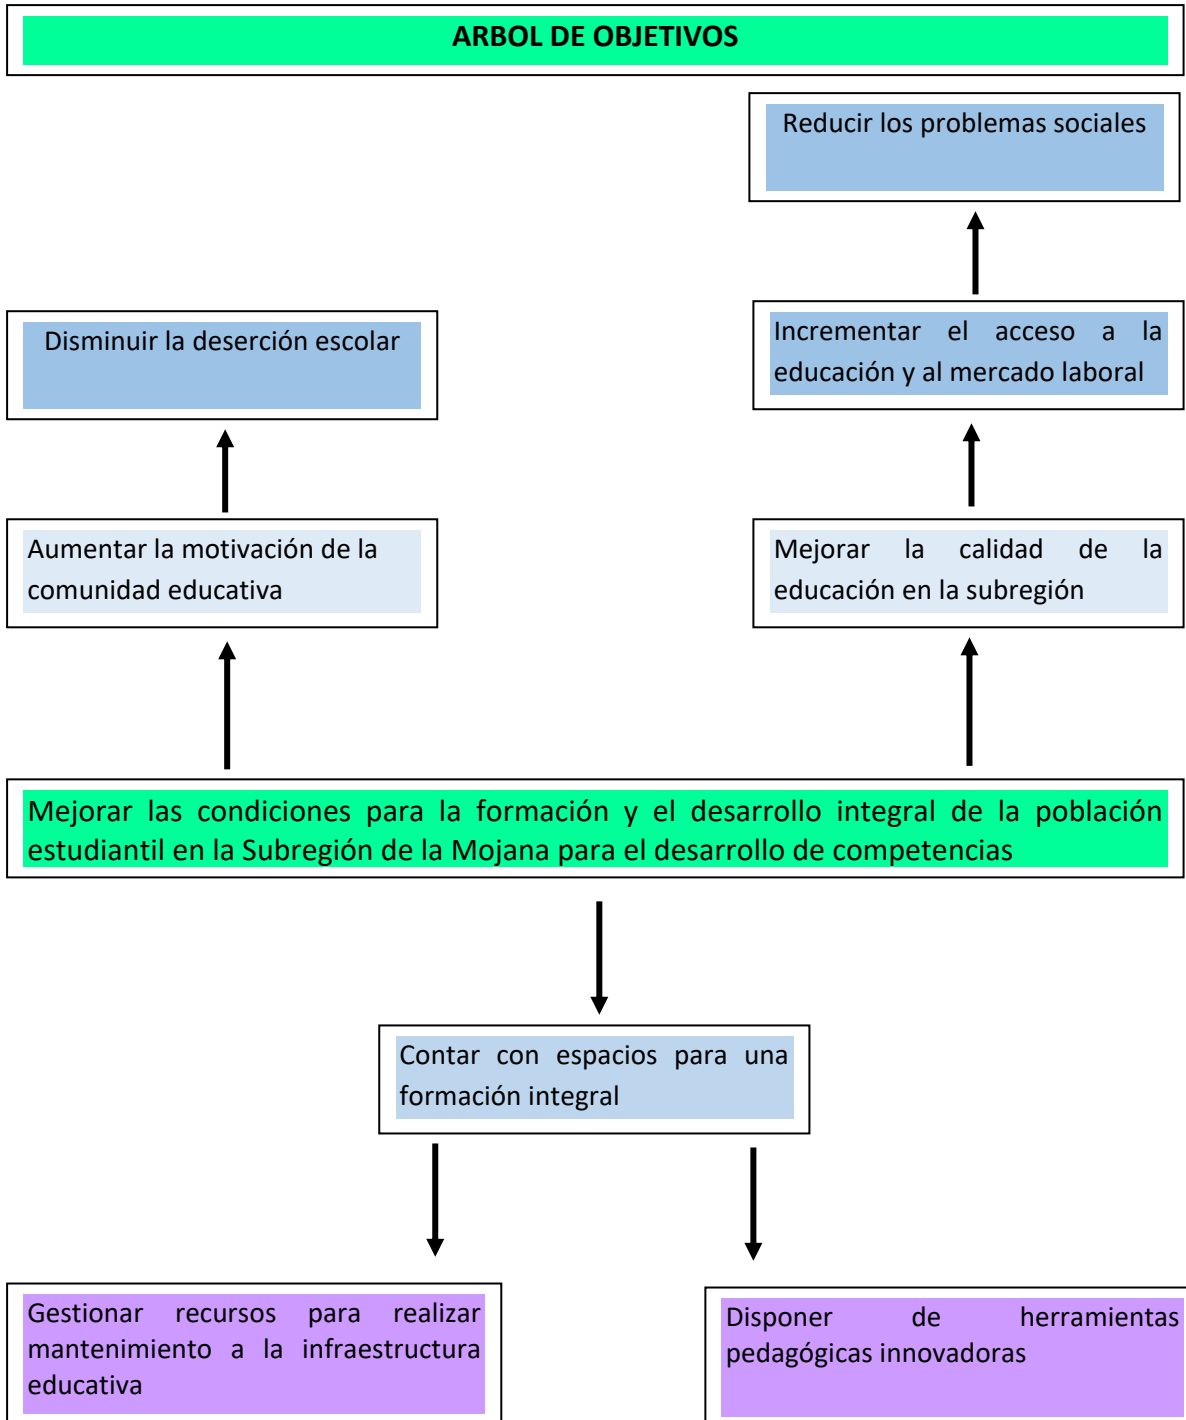 ARBOL DE OBJETIVOS
Reducir los problemas sociales
Disminuir la deserción escolar
Incrementar el acceso a la
educación y al mercado laboral
Aumentar la motivación de la
comunidad educativa
Mejorar la calidad de la
educación en la subregión
Mejorar las condiciones para la formación y el desarrollo integral de la población
estudiantil en la Subregión de la Mojana para el desarrollo de competencias
Contar con espacios para una
formación integral
Gestionar recursos para realizar
mantenimiento a la infraestructura
educativa
Disponer de herramientas
pedagógicas innovadoras